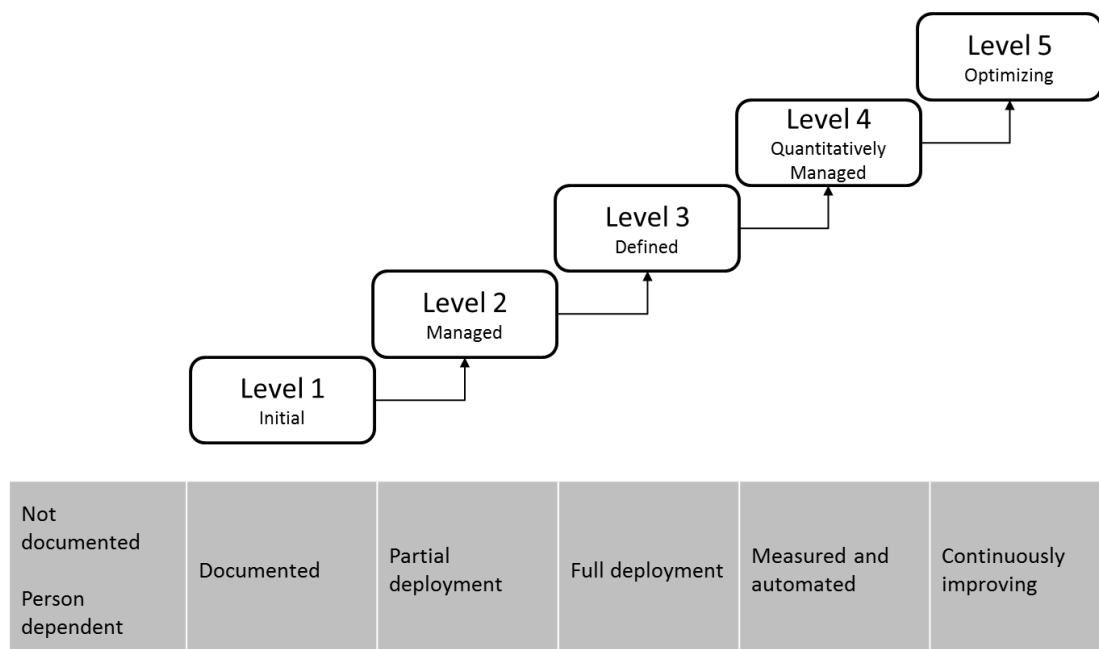 Level 5
Optimizing
Level 4
Quantitatively
Managed
Level 3
Defined
Level 2
Managed
Level 1
Initial
Not
documented
Person
dependent
Documented
Partial
deployment
Full deployment
Measured and
automated
Continuously
improving